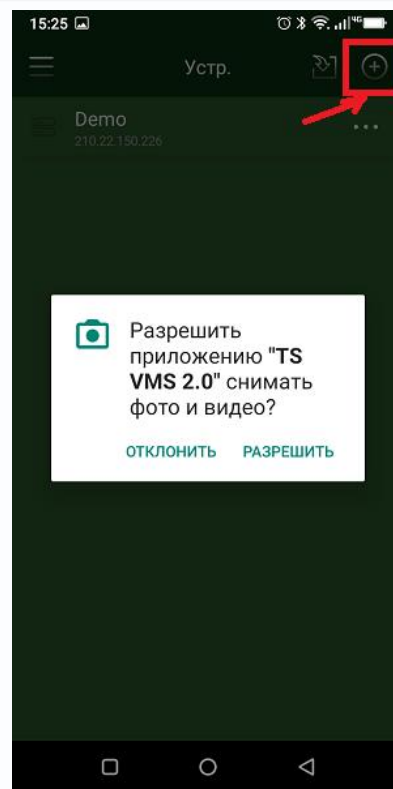 15:25
4G
Устр.
Demo
210.22.150.226
Разрешить
приложению "TS
VMS 2.0" снимать
фото и видео?
ОТКЛОНИТЬ РАЗРЕШИТЬ